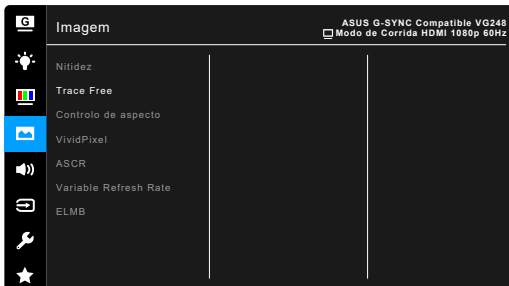 G
Imagem
ASUS G-SYNC Compatible VG248
Modo de Corrida HDMI 1080p 60Hz
Nitidez
Trace Free
Controlo de aspecto
VividPixel
ASCR
Variable Refresh Rate
ELMB